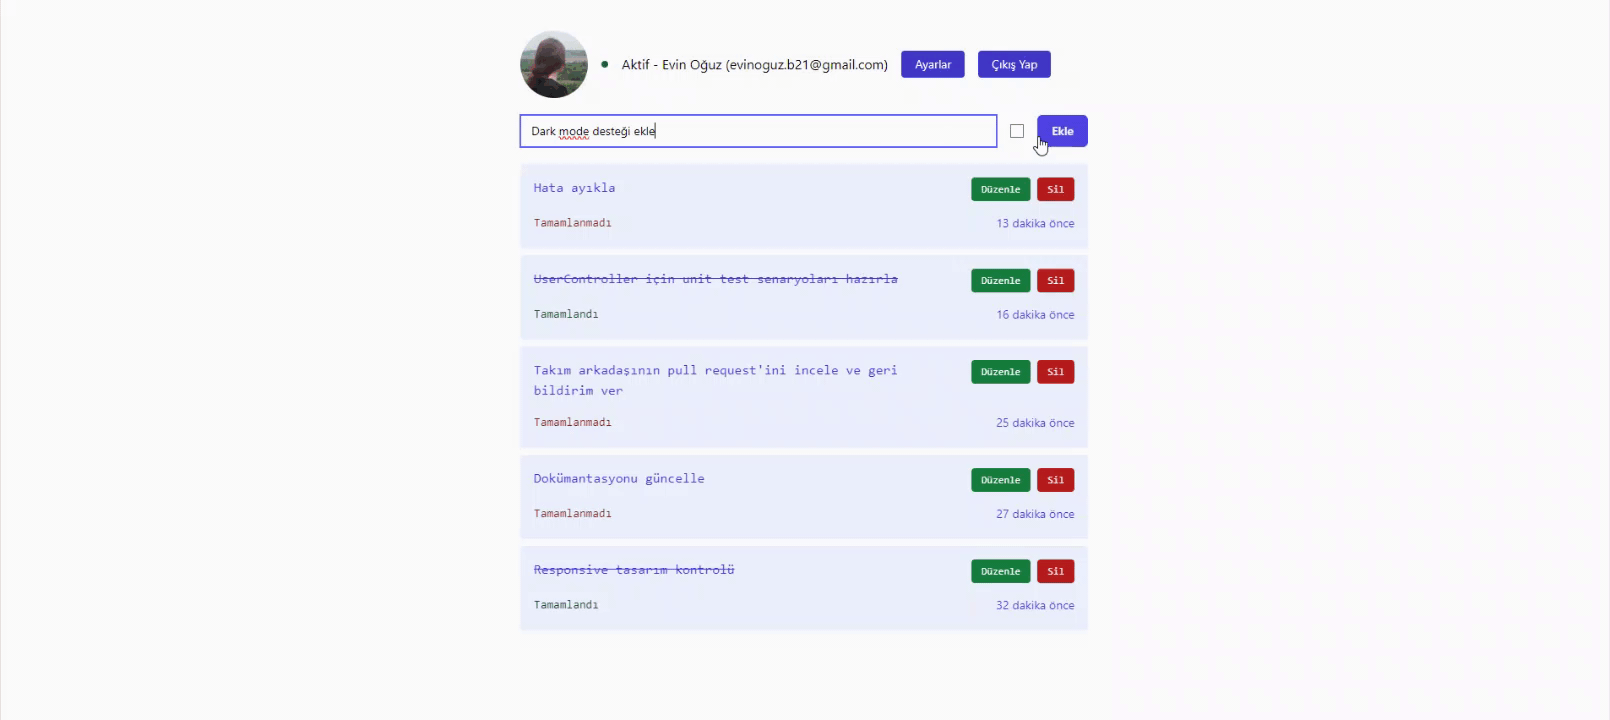 Aktif - Evin Oğuz (evinoguz.b21@gmail.com) Ayarlar Çıkış Yap
Dark mode desteği ekle Ekle
Hata ayıkla Düzenle Sil
Tamamlanmadı 13 dakika önce
UserController için unit test senaryoları hazırla Düzenle Sil
Tamamlandı 16 dakika önce
Takım arkadaşının pull request'ini incele ve geri Düzenle Sil
bildirim ver
Tamamlanmadı 25 dakika önce
Dokümantasyonu güncelle Düzenle Sil
Tamamlanmadı 27 dakika önce
Responsive tasarım kontrolü Düzenle Sil
Tamamlandı 32 dakika önce